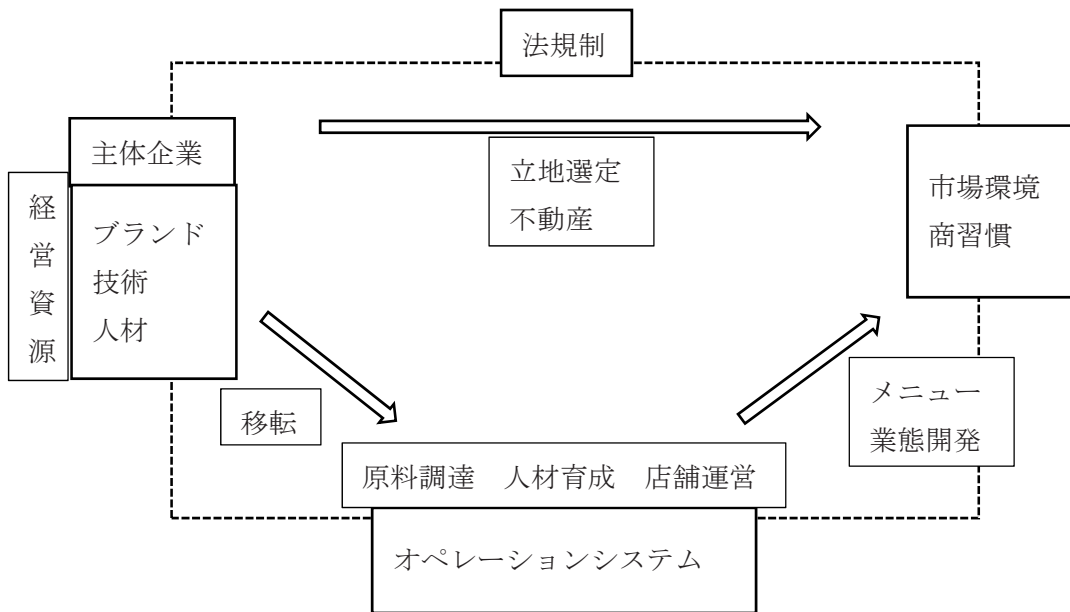 法規制
主体企業
経営資源
ブランド
技術
人材
立地選定
不動産
市場環境
商習慣
移転
メニュー
業態開発
原料調達 人材育成 店舗運営
オペレーションシステム